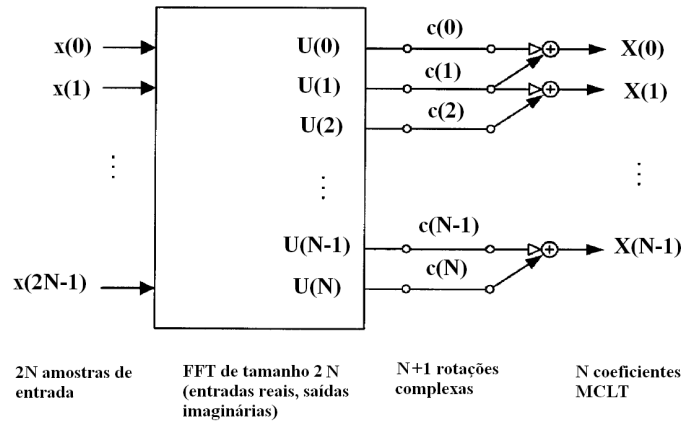 x(0) U(0) c(0) X(0)
x(1) U(1) c(1) X(1)
U(2) c(2)
U(N-1) c(N-1) X(N-1)
x(2N-1) U(N) c(N)
2N amostras de
entrada
FFT de tamanho 2 N
(entradas reais, saídas
imaginárias)
N+1 rotações
complexas
N coeficientes
MCLT